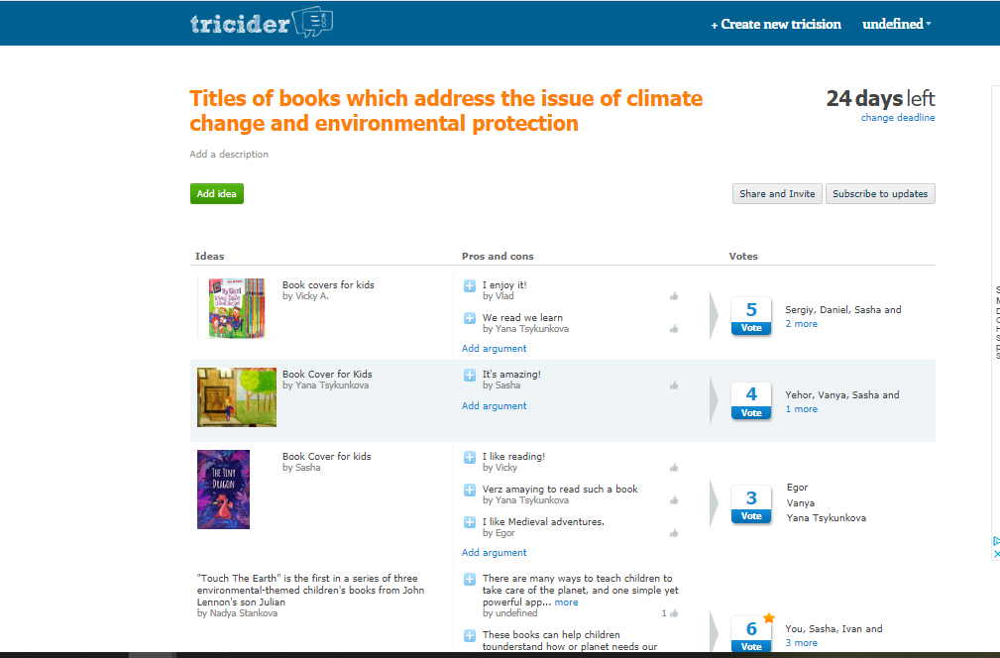 tricider
+ Create new tricision
undefined
Titles of books which address the issue of climate
change and environmental protection
24 days left
change deadline
Add a description
Add idea
Share and Invite
Subscribe to updates
Ideas
Pros and cons
Votes
Book covers for kids
by Vicky A.
I enjoy it!
by Vlad
We read we learn
by Yana Tsykunkova
Add argument
5
Vote
Sergiy, Daniel, Sasha and
2 more
Book Cover for Kids
by Yana Tsykunkova
It's amazing!
by Sasha
Add argument
4
Vote
Yehor, Vanya, Sasha and
1 more
THE TINY
DRAGON
Book Cover for kids
by Sasha
I like reading!
by Vicky
Verz amaying to read such a book
by Yana Tsykunkova
I like Medieval adventures.
by Egor
Add argument
3
Vote
Egor
Vanya
Yana Tsykunkova
"Touch The Earth" is the first in a series of three
environmental-themed children's books from John
Lennon's son Julian
by Nadya Stankova
There are many ways to teach children to
take care of the planet, and one simple yet
powerful app... more
by undefined
1
These books can help children
tounderstand how or planet needs our
6
Vote
You, Sasha, Ivan and
3 more